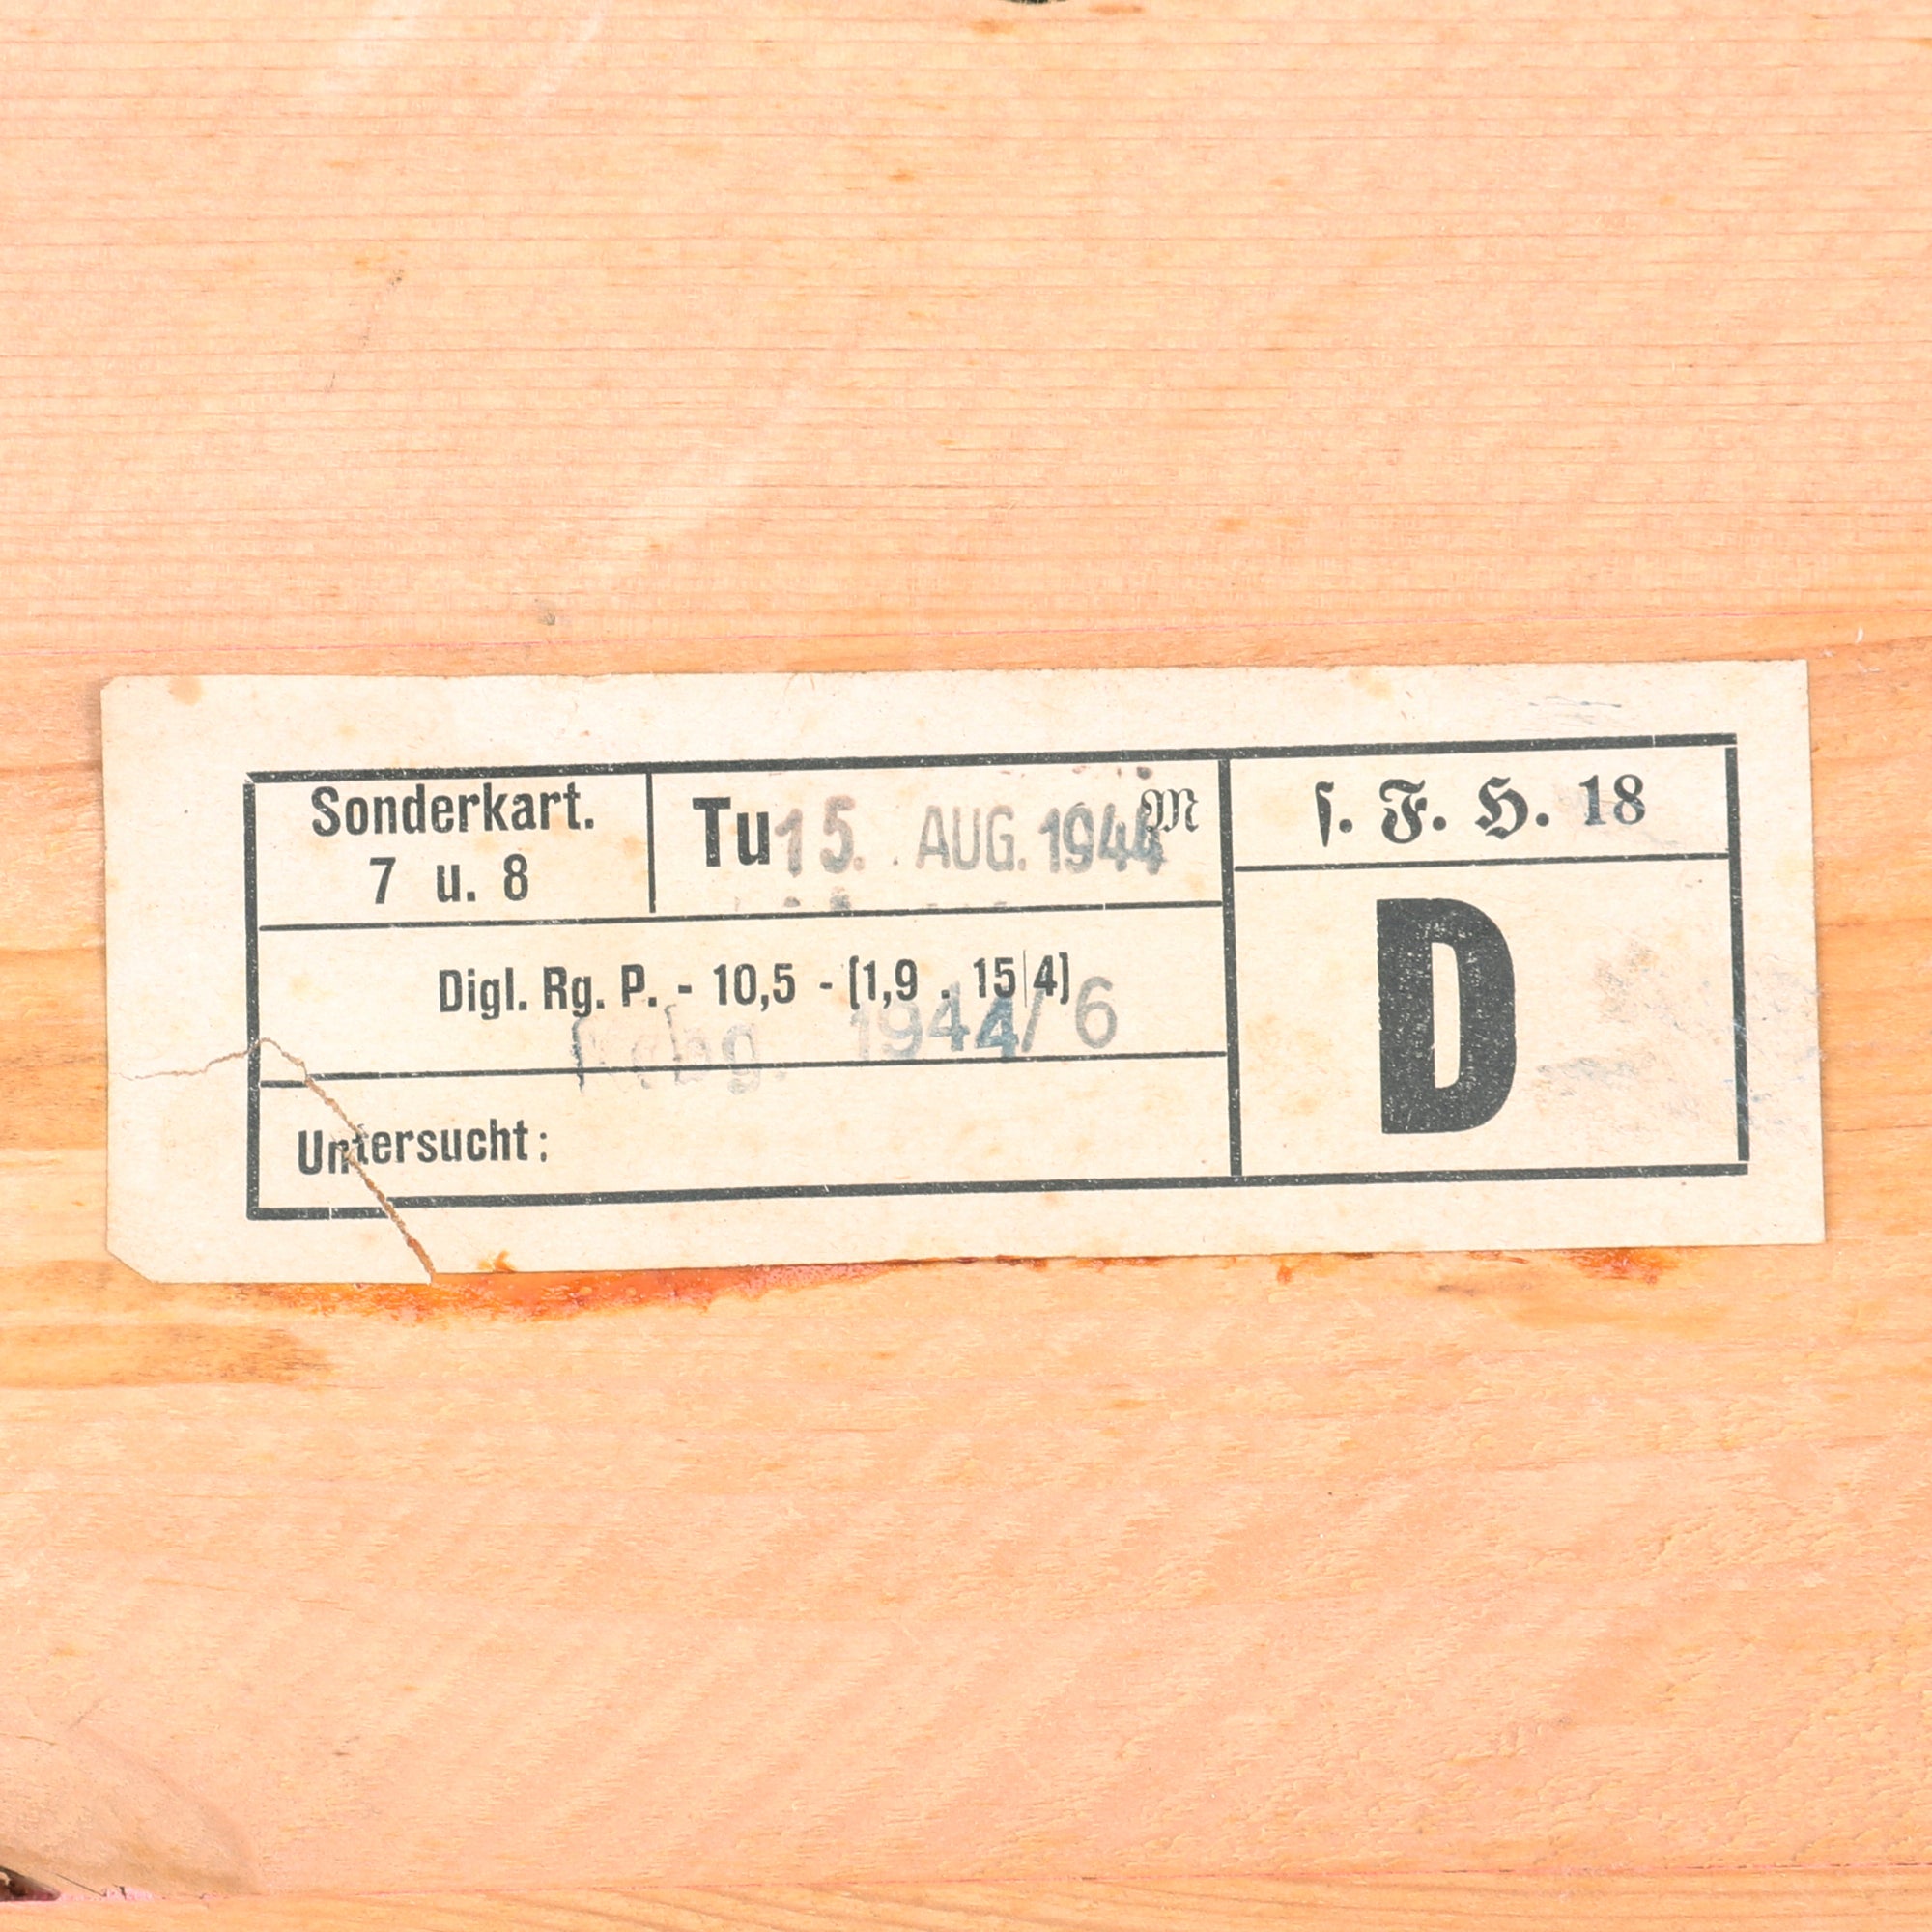 Sonderkart.
7 u. 8
Tu 15. AUG. 1944 M
ſ. F. H. 18
D
Digl. Rg. P. - 10,5 - (1,9 . 15|4)
1944/6
Untersucht: